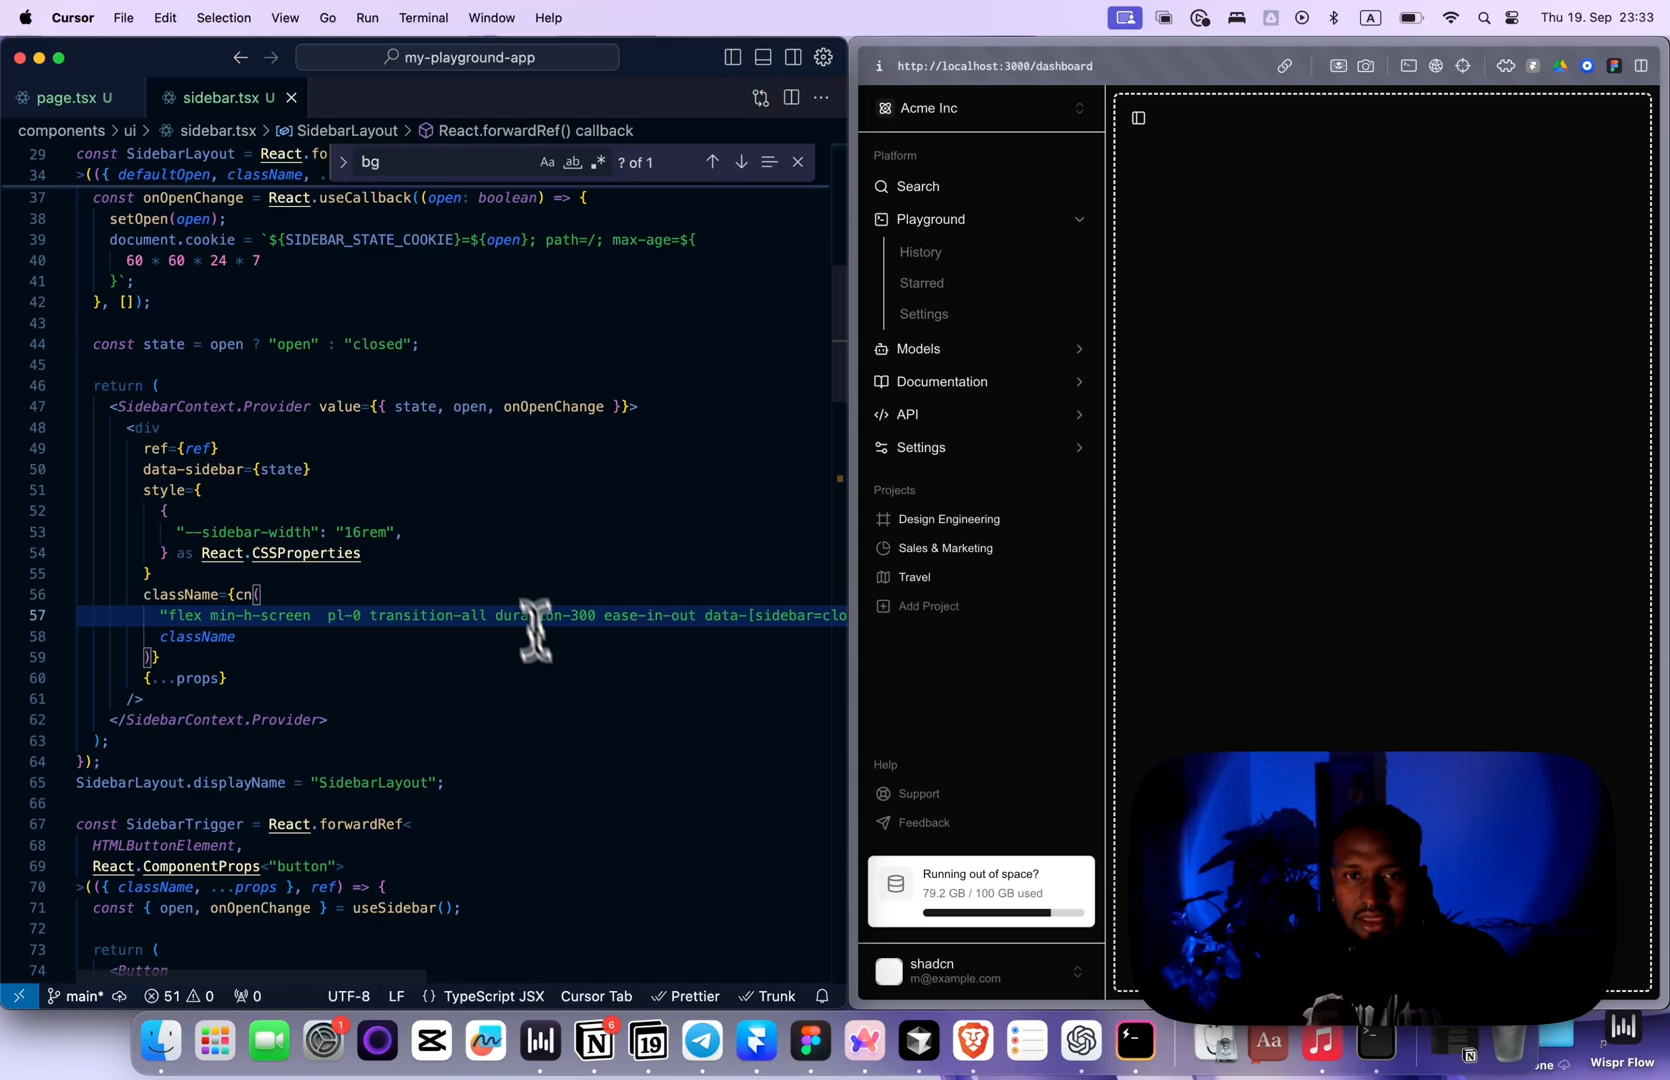 Cursor File Edit Selection View Go Run Terminal Window Help
A Thu 19. Sep 23:33
my-playground-app
page.tsx U sidebar.tsx U
components › ui › sidebar.tsx › SidebarLayout › React.forwardRef() callback
bg Aa ab ? of 1
29 const SidebarLayout = React.fo
34 >(({ defaultOpen, className, .
37 const onOpenChange = React.useCallback((open: boolean) => {
38 setOpen(open);
39 document.cookie = `${SIDEBAR_STATE_COOKIE}=${open}; path=/; max-age=${
40 60 * 60 * 24 * 7
41 }`;
42 }, []);
43
44 const state = open ? "open" : "closed";
45
46 return (
47 <SidebarContext.Provider value={{ state, open, onOpenChange }}>
48 <div
49 ref={ref}
50 data-sidebar={state}
51 style={
52 {
53 "--sidebar-width": "16rem",
54 } as React.CSSProperties
55 }
56 className={cn(
57 "flex min-h-screen  pl-0 transition-all duration-300 ease-in-out data-[sidebar=clo
58 className
59 )}
60 {...props}
61 />
62 </SidebarContext.Provider>
63 );
64 });
65 SidebarLayout.displayName = "SidebarLayout";
66
67 const SidebarTrigger = React.forwardRef<
68 HTMLButtonElement,
69 React.ComponentProps<"button">
70 >(({ className, ...props }, ref) => {
71 const { open, onOpenChange } = useSidebar();
72
73 return (
74 <Button
main* 51 0 0 UTF-8 LF {} TypeScript JSX Cursor Tab Prettier Trunk
http://localhost:3000/dashboard
Acme Inc
Platform
Search
Playground
History
Starred
Settings
Models
Documentation
API
Settings
Projects
Design Engineering
Sales & Marketing
Travel
Add Project
Help
Support
Feedback
Running out of space?
79.2 GB / 100 GB used
shadcn
m@example.com
1
6
19
Aa
one
Wispr Flow